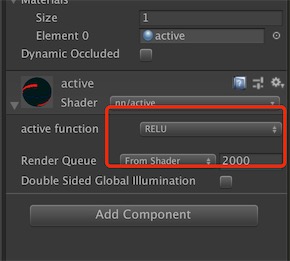 Materials
Size 1
Element 0 active
Dynamic Occluded
active
Shader nn/active
active function RELU
Render Queue From Shader 2000
Double Sided Global Illumination
Add Component